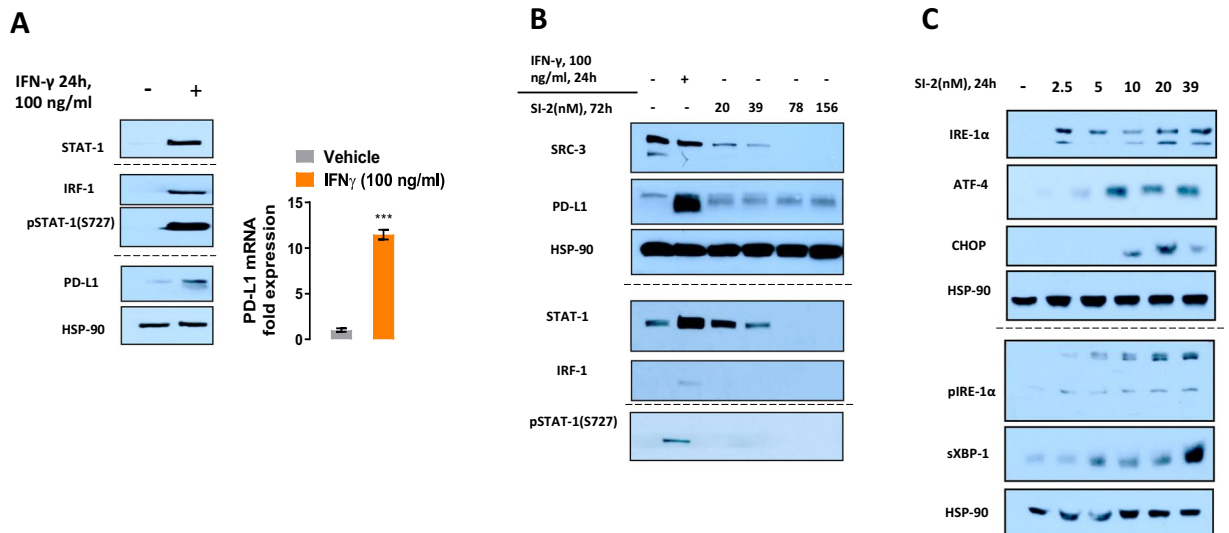 A
IFN-γ 24h,
100 ng/ml
- +
STAT-1
IRF-1
pSTAT-1(S727)
PD-L1
HSP-90
Vehicle
IFNγ (100 ng/ml)
PD-L1 mRNA
fold expression
15
10
5
0
***
B
IFN-γ, 100
ng/ml, 24h
- + - - - -
SI-2(nM), 72h
- - 20 39 78 156
SRC-3
PD-L1
HSP-90
STAT-1
IRF-1
pSTAT-1(S727)
C
SI-2(nM), 24h
- 2.5 5 10 20 39
IRE-1α
ATF-4
CHOP
HSP-90
pIRE-1α
sXBP-1
HSP-90